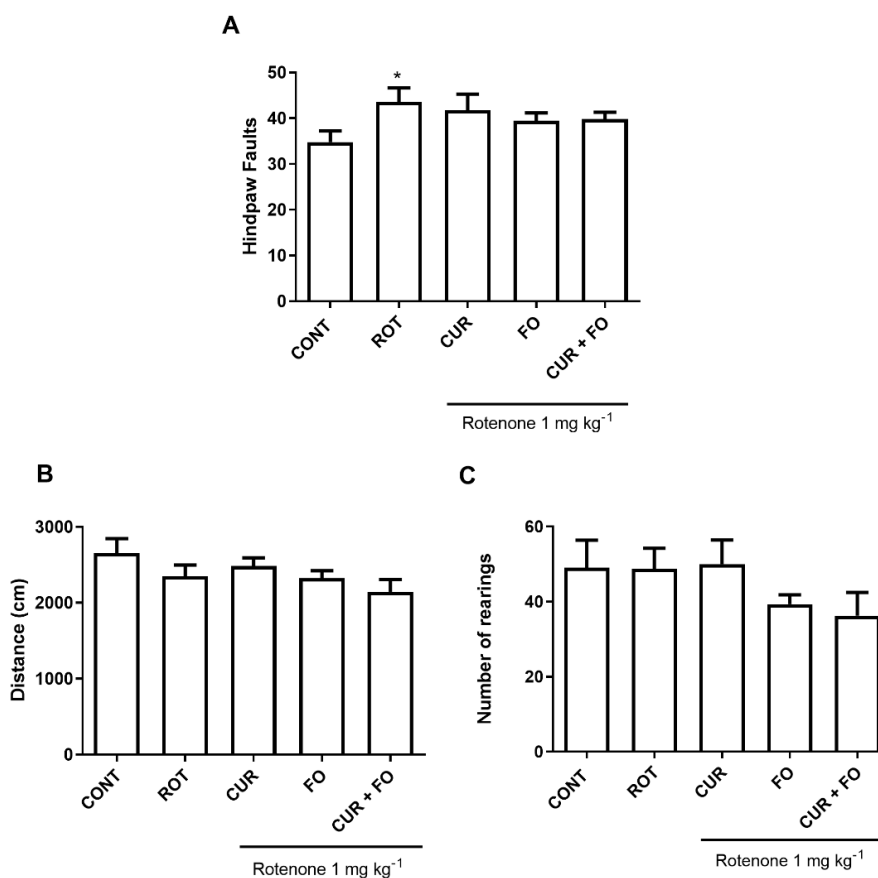 A
Hindpaw Faults
50
40
30
20
10
0
*
CONT
ROT
CUR
FO
CUR + FO
Rotenone 1 mg kg⁻¹
B
Distance (cm)
3000
2000
1000
0
CONT
ROT
CUR
FO
CUR + FO
Rotenone 1 mg kg⁻¹
C
Number of rearings
60
40
20
0
CONT
ROT
CUR
FO
CUR + FO
Rotenone 1 mg kg⁻¹